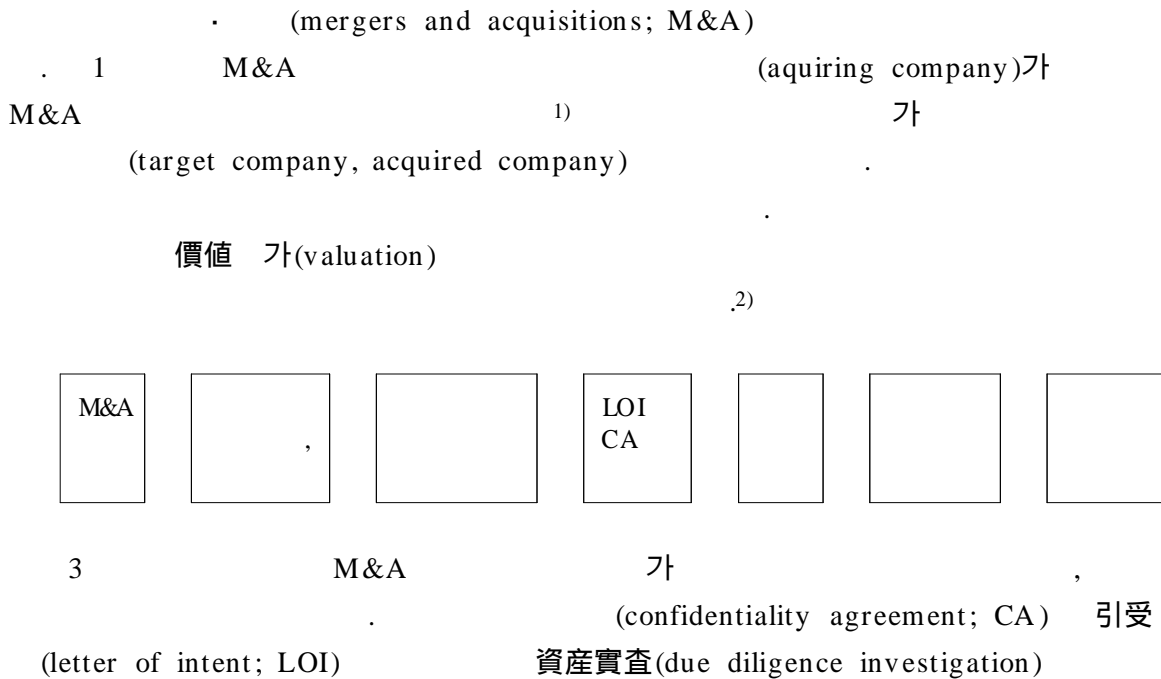 · (mergers and acquisitions; M&A)
. 1 M&A (aquiring company)가
M&A 1) 가
(target company, acquired company) .
.
價値 가(valuation)
.2)
M&A
,
LOI
CA
3 M&A 가 ,
. (confidentiality agreement; CA) 引受
(letter of intent; LOI) 資産實査(due diligence investigation)